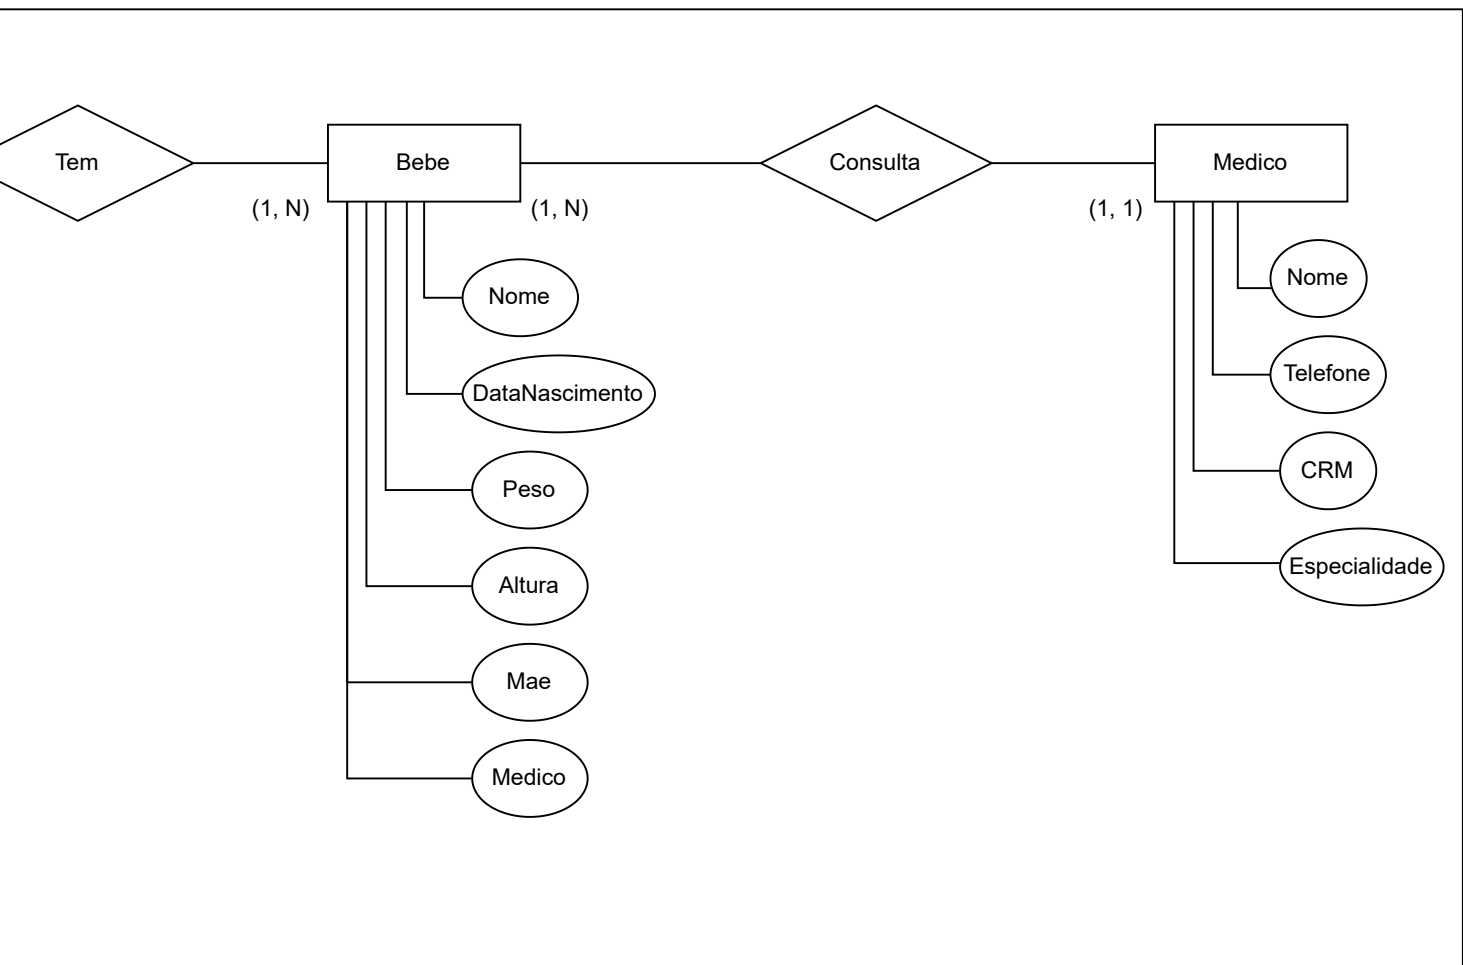 Tem
Bebe
Consulta
Medico
(1, N)
(1, N)
(1, 1)
Nome
DataNascimento
Peso
Altura
Mae
Medico
Nome
Telefone
CRM
Especialidade